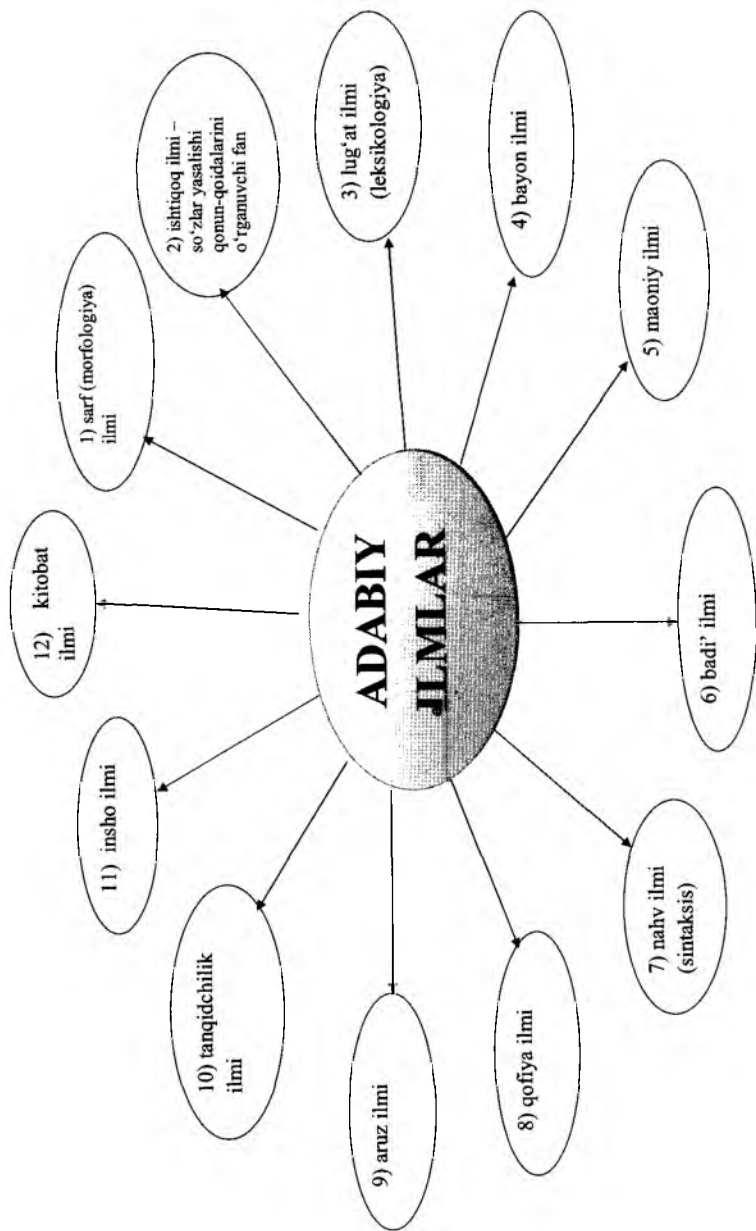 ADABIY
ILMLAR
1) sarf (morfologiya)
ilmi
2) ishtiqoq ilmi –
so‘zlar yasalishi
qonun-qoidalarini
o‘rganuvchi fan
3) lug‘at ilmi
(leksikologiya)
4) bayon ilmi
5) maoniy ilmi
6) badi’ ilmi
7) nahv ilmi
(sintaksis)
8) qofiya ilmi
9) aruz ilmi
10) tanqidchilik
ilmi
11) insho ilmi
12) kitobat
ilmi